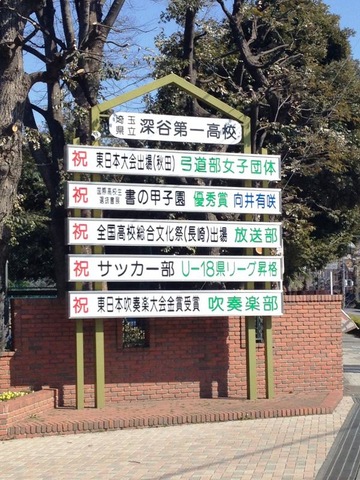 埼玉
県立 深谷第一高校
祝 東日本大会出場(秋田) 弓道部女子団体
祝 国際高校生
選抜書展 書の甲子園 優秀賞 向井有咲
祝 全国高校総合文化祭(長崎)出場 放送部
祝 サッカー部 U-18県リーグ昇格
祝 東日本吹奏楽大会金賞受賞 吹奏楽部